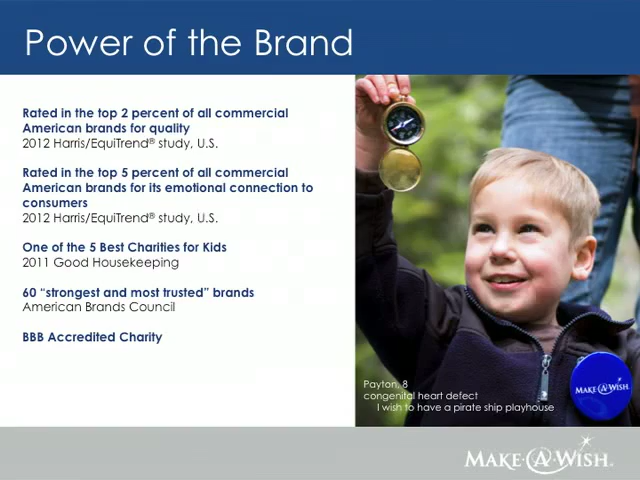 Power of the Brand
Rated in the top 2 percent of all commercial
American brands for quality
2012 Harris/EquiTrend® study, U.S.
Rated in the top 5 percent of all commercial
American brands for its emotional connection to
consumers
2012 Harris/EquiTrend® study, U.S.
One of the 5 Best Charities for Kids
2011 Good Housekeeping
60 “strongest and most trusted” brands
American Brands Council
BBB Accredited Charity
Payton, 8
congenital heart defect
I wish to have a pirate ship playhouse
MAKE·A·WISH
MAKE·A·WISH®